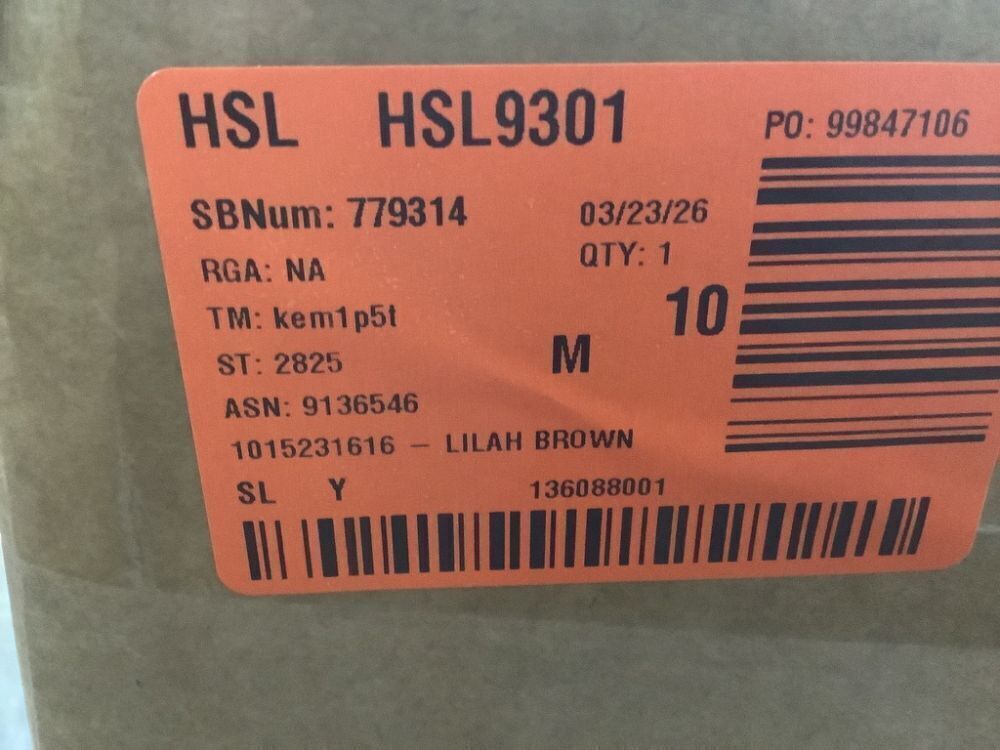 HSL HSL9301 PO: 99847106
SBNum: 779314 03/23/26
RGA: NA QTY: 1
TM: kem1p5t 10
ST: 2825 M
ASN: 9136546
1015231616 – LILAH BROWN
SL Y 136088001